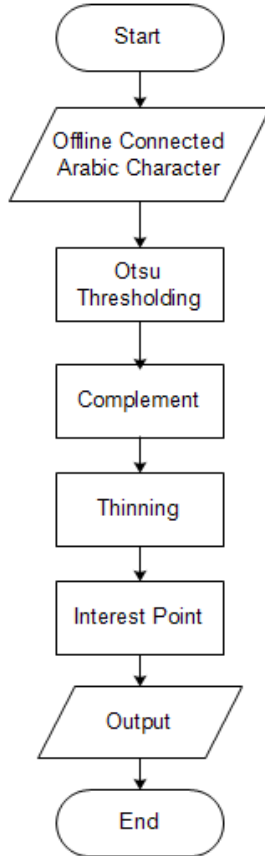 Start
Offline Connected
Arabic Character
Otsu
Thresholding
Complement
Thinning
Interest Point
Output
End